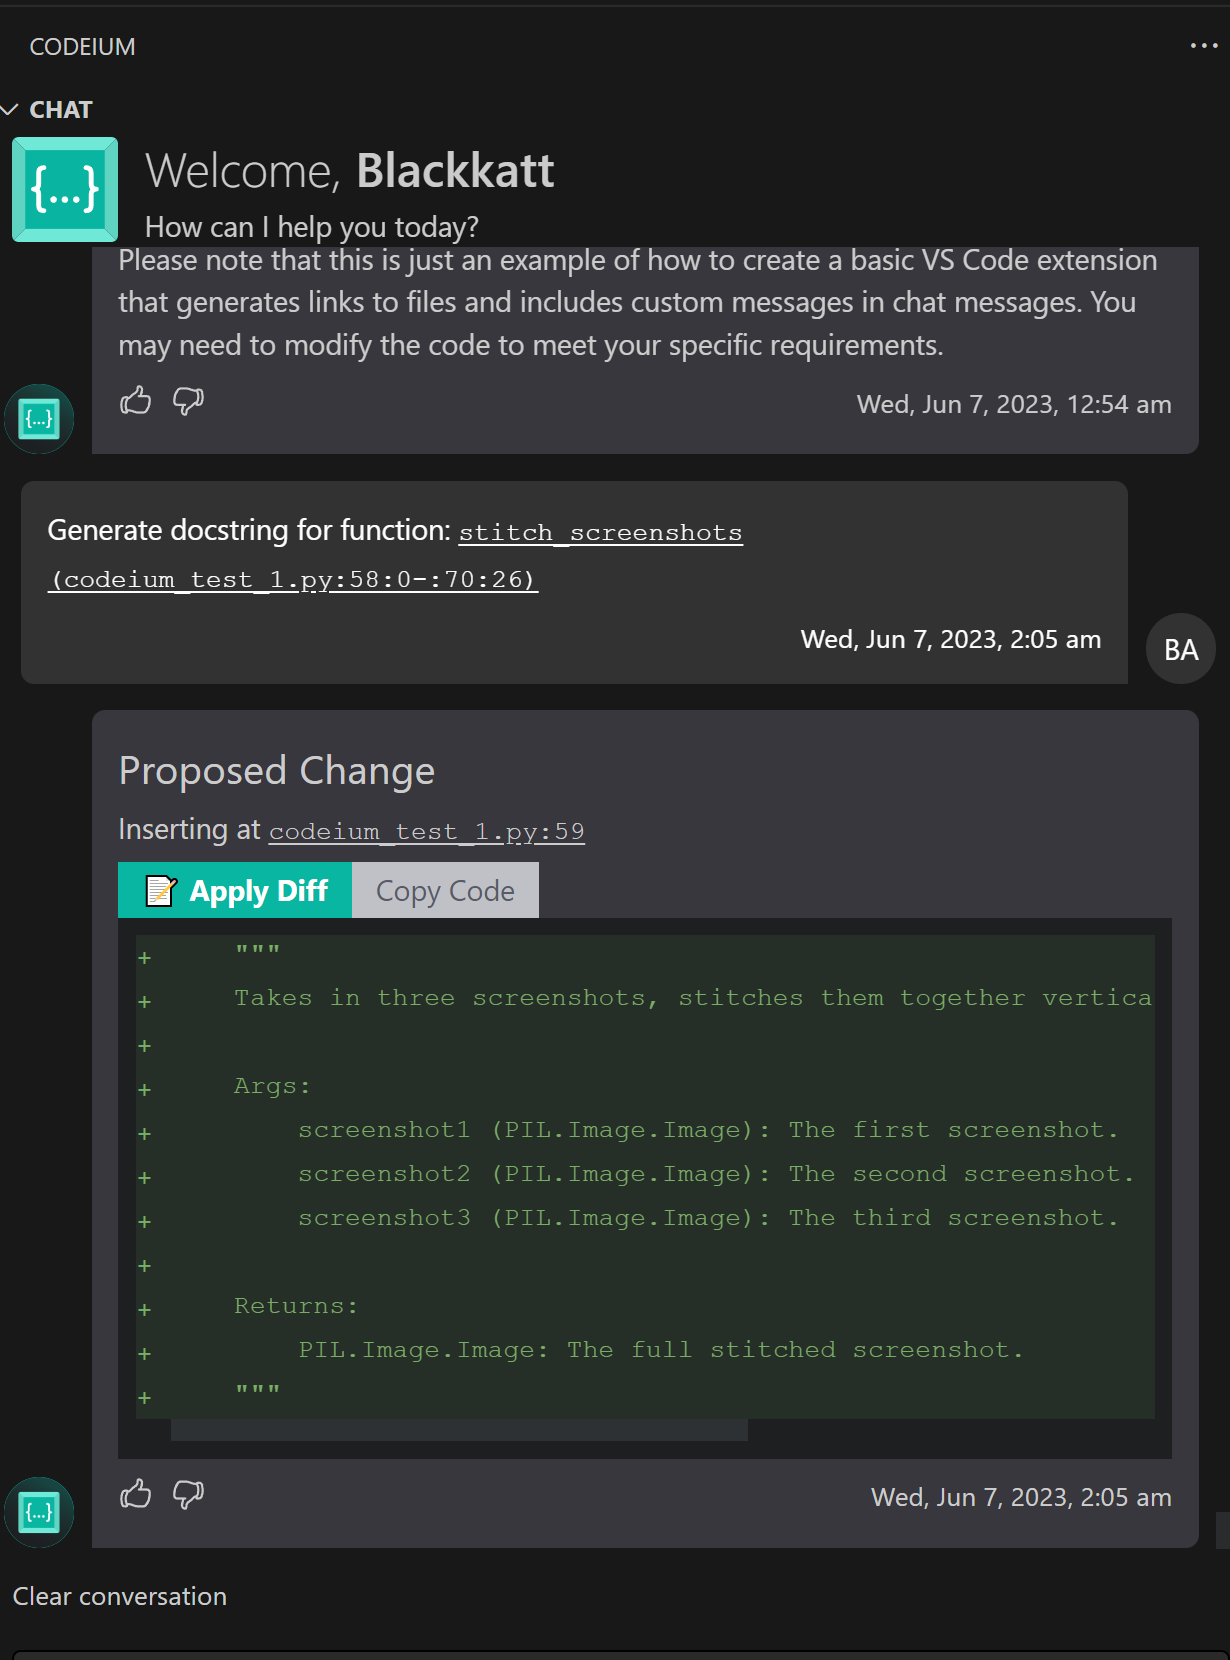 CODEIUM
CHAT
{...}
Welcome, Blackkatt
How can I help you today?
Please note that this is just an example of how to create a basic VS Code extension
that generates links to files and includes custom messages in chat messages. You
may need to modify the code to meet your specific requirements.
{...}
Wed, Jun 7, 2023, 12:54 am
Generate docstring for function: stitch_screenshots
(codeium_test_1.py:58:0-:70:26)
Wed, Jun 7, 2023, 2:05 am
BA
Proposed Change
Inserting at codeium_test_1.py:59
Apply Diff Copy Code
+ """
+ Takes in three screenshots, stitches them together vertica
+
+ Args:
+ screenshot1 (PIL.Image.Image): The first screenshot.
+ screenshot2 (PIL.Image.Image): The second screenshot.
+ screenshot3 (PIL.Image.Image): The third screenshot.
+
+ Returns:
+ PIL.Image.Image: The full stitched screenshot.
+ """
{...}
Wed, Jun 7, 2023, 2:05 am
Clear conversation